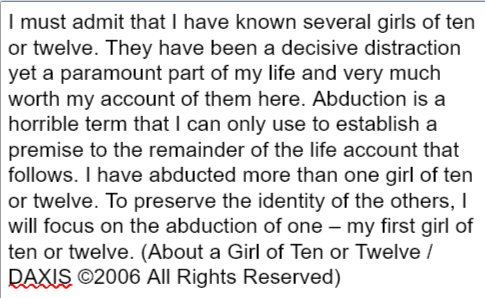 I must admit that I have known several girls of ten
or twelve. They have been a decisive distraction
yet a paramount part of my life and very much
worth my account of them here. Abduction is a
horrible term that I can only use to establish a
premise to the remainder of the life account that
follows. I have abducted more than one girl of ten
or twelve. To preserve the identity of the others, I
will focus on the abduction of one – my first girl of
ten or twelve. (About a Girl of Ten or Twelve /
DAXIS ©2006 All Rights Reserved)